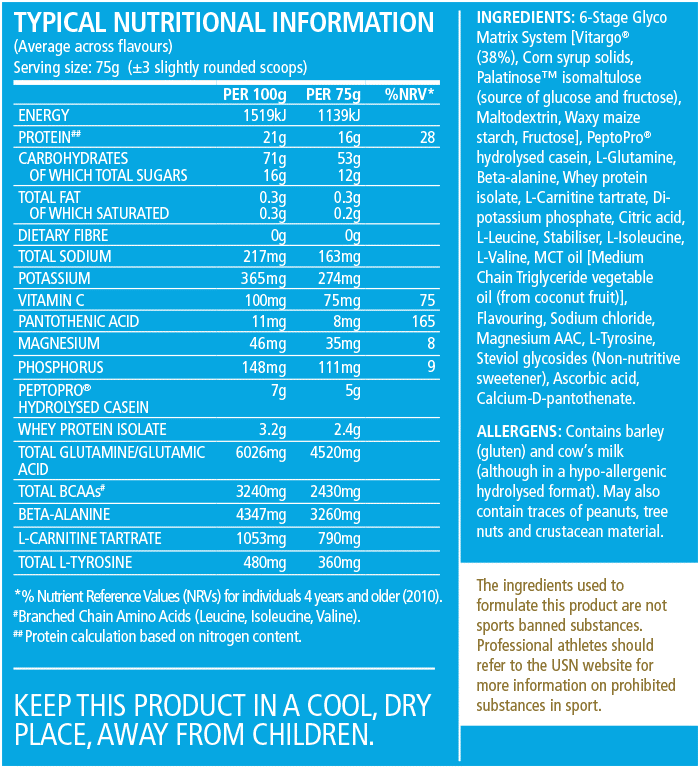 TYPICAL NUTRITIONAL INFORMATION
(Average across flavours)
Serving size: 75g (±3 slightly rounded scoops)
PER 100g PER 75g %NRV*
ENERGY 1519kJ 1139kJ
PROTEIN## 21g 16g 28
CARBOHYDRATES 71g 53g
OF WHICH TOTAL SUGARS 16g 12g
TOTAL FAT 0.3g 0.3g
OF WHICH SATURATED 0.3g 0.2g
DIETARY FIBRE 0g 0g
TOTAL SODIUM 217mg 163mg
POTASSIUM 365mg 274mg
VITAMIN C 100mg 75mg 75
PANTOTHENIC ACID 11mg 8mg 165
MAGNESIUM 46mg 35mg 8
PHOSPHORUS 148mg 111mg 9
PEPTOPRO® 7g 5g
HYDROLYSED CASEIN
WHEY PROTEIN ISOLATE 3.2g 2.4g
TOTAL GLUTAMINE/GLUTAMIC 6026mg 4520mg
ACID
TOTAL BCAAs# 3240mg 2430mg
BETA-ALANINE 4347mg 3260mg
L-CARNITINE TARTRATE 1053mg 790mg
TOTAL L-TYROSINE 480mg 360mg
*% Nutrient Reference Values (NRVs) for individuals 4 years and older (2010).
#Branched Chain Amino Acids (Leucine, Isoleucine, Valine).
## Protein calculation based on nitrogen content.
KEEP THIS PRODUCT IN A COOL, DRY
PLACE, AWAY FROM CHILDREN.
INGREDIENTS: 6-Stage Glyco
Matrix System [Vitargo®
(38%), Corn syrup solids,
Palatinose™ isomaltulose
(source of glucose and fructose),
Maltodextrin, Waxy maize
starch, Fructose], PeptoPro®
hydrolysed casein, L-Glutamine,
Beta-alanine, Whey protein
isolate, L-Carnitine tartrate, Di-
potassium phosphate, Citric acid,
L-Leucine, Stabiliser, L-Isoleucine,
L-Valine, MCT oil [Medium
Chain Triglyceride vegetable
oil (from coconut fruit)],
Flavouring, Sodium chloride,
Magnesium AAC, L-Tyrosine,
Steviol glycosides (Non-nutritive
sweetener), Ascorbic acid,
Calcium-D-pantothenate.
ALLERGENS: Contains barley
(gluten) and cow's milk
(although in a hypo-allergenic
hydrolysed format). May also
contain traces of peanuts, tree
nuts and crustacean material.
The ingredients used to
formulate this product are not
sports banned substances.
Professional athletes should
refer to the USN website for
more information on prohibited
substances in sport.